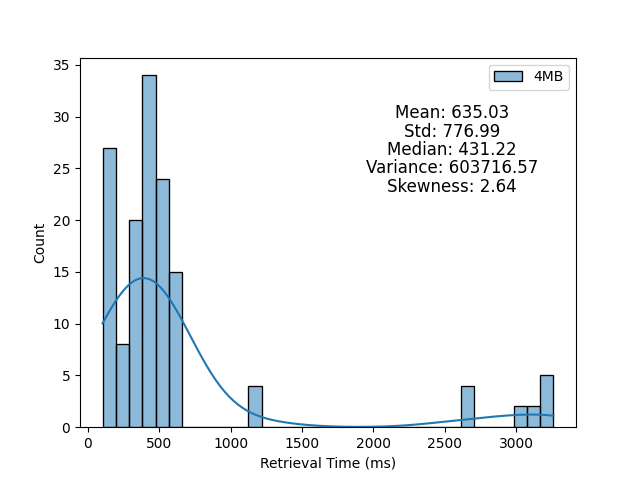 4MB
Mean: 635.03
Std: 776.99
Median: 431.22
Variance: 603716.57
Skewness: 2.64
Count
35
30
25
20
15
10
5
0
0 500 1000 1500 2000 2500 3000
Retrieval Time (ms)